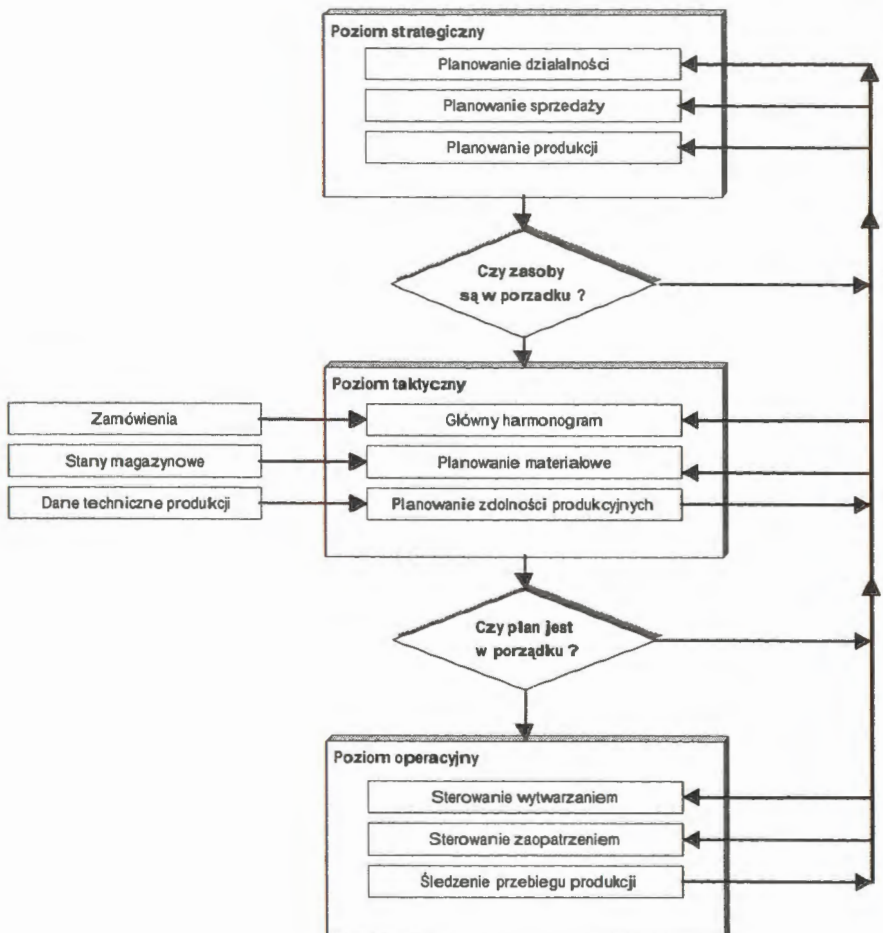 Poziom strategiczny
Planowanie działalności
Planowanie sprzedaży
Planowanie produkcji
Czy zasoby
są w porzadku ?
Poziom taktyczny
Zamówienia
Główny harmonogram
Stany magazynowe
Planowanie materiałowe
Dane techniczne produkcji
Planowanie zdolności produkcyjnych
Czy plan jest
w porządku ?
Poziom operacyjny
Sterowanie wytwarzaniem
Sterowanie zaopatrzeniem
Śledzenie przebiegu produkcji